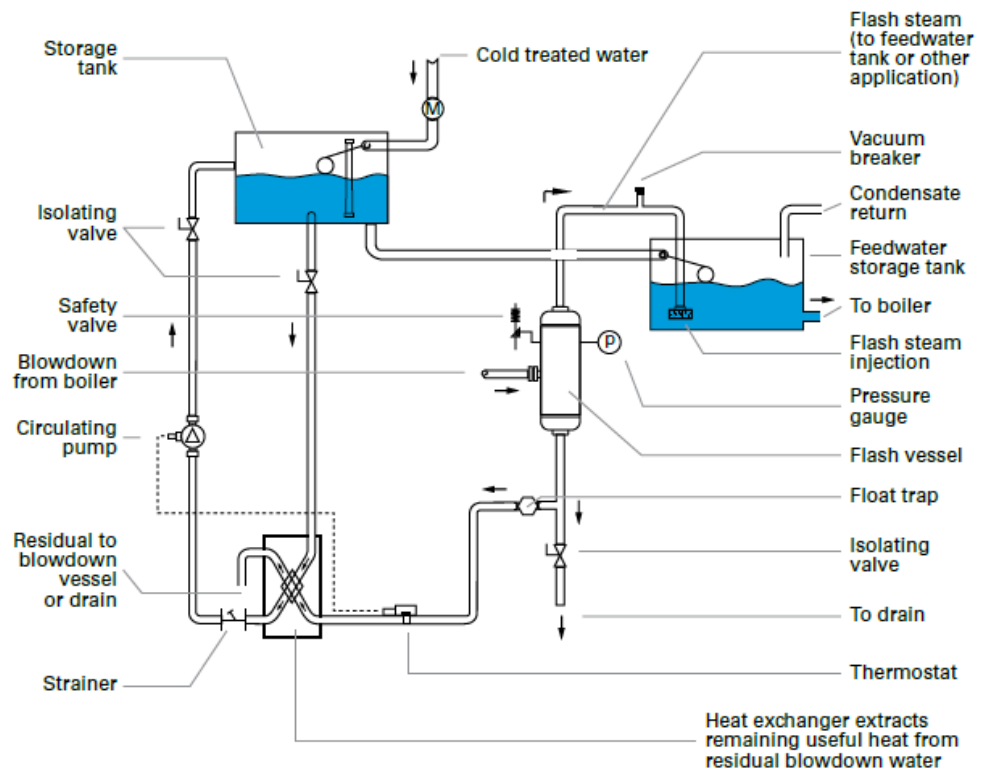 Storage
tank
Cold treated water
M
Isolating
valve
Safety
valve
Blowdown
from boiler
Circulating
pump
Residual to
blowdown
vessel
or drain
Strainer
Flash steam
(to feedwater
tank or other
application)
Vacuum
breaker
Condensate
return
Feedwater
storage tank
To boiler
Flash steam
injection
P
Pressure
gauge
Flash vessel
Float trap
Isolating
valve
To drain
Thermostat
Heat exchanger extracts
remaining useful heat from
residual blowdown water